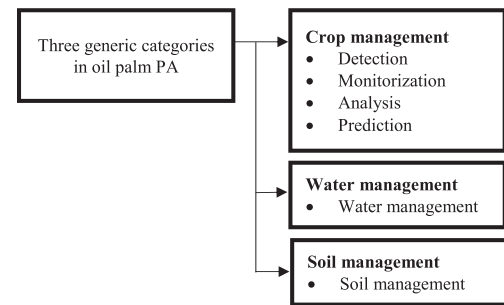 Three generic categories
in oil palm PA
Crop management
• Detection
• Monitorization
• Analysis
• Prediction
Water management
• Water management
Soil management
• Soil management